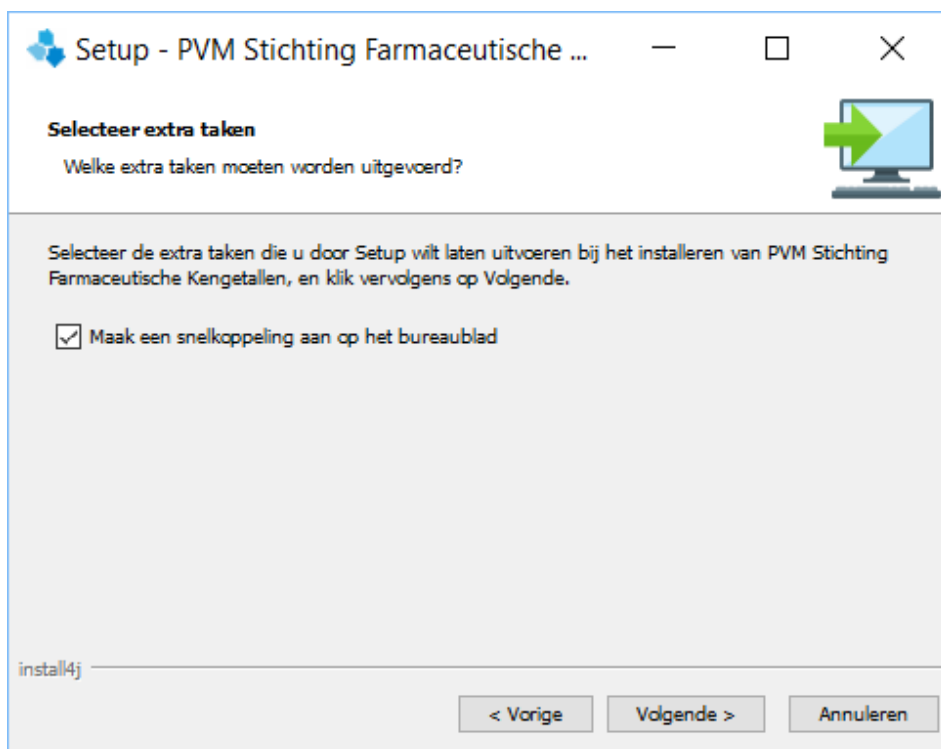 Setup - PVM Stichting Farmaceutische ...
Selecteer extra taken
Welke extra taken moeten worden uitgevoerd?
Selecteer de extra taken die u door Setup wilt laten uitvoeren bij het installeren van PVM Stichting
Farmaceutische Kengetallen, en klik vervolgens op Volgende.
Maak een snelkoppeling aan op het bureaublad
install4j
< Vorige
Volgende >
Annuleren